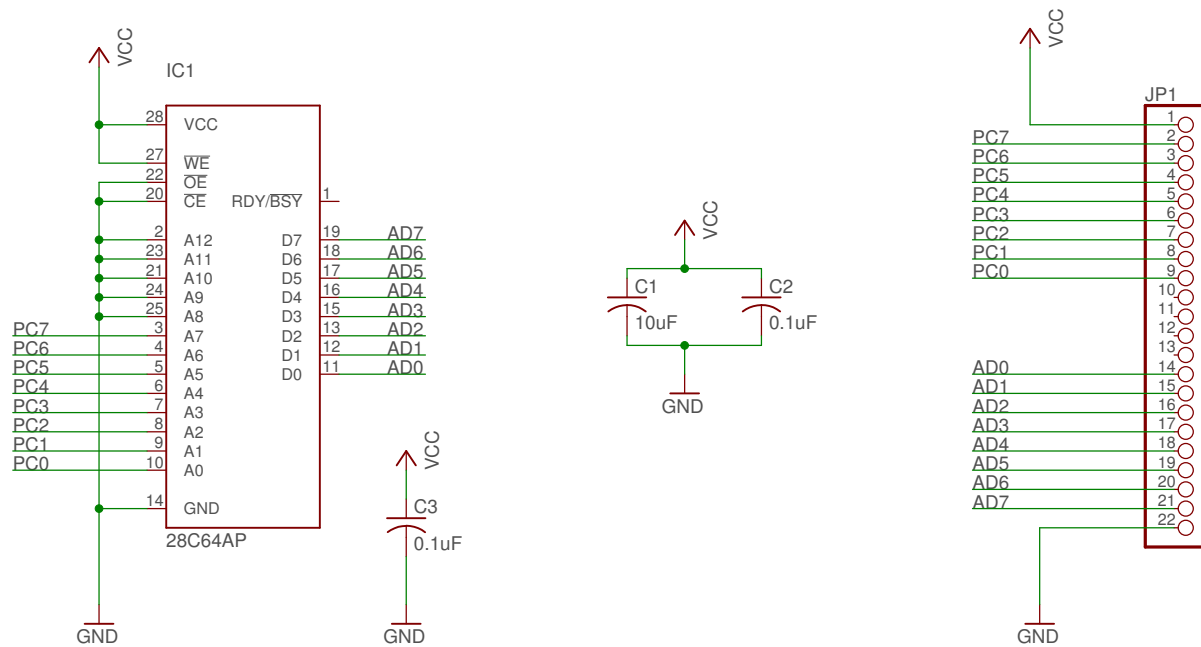 VCC
IC1
28 VCC
27 WE
22 OE
20 CE
RDY/BSY 1
2 A12
23 A11
21 A10
24 A9
25 A8
PC7 3 A7
PC6 4 A6
PC5 5 A5
PC4 6 A4
PC3 7 A3
PC2 8 A2
PC1 9 A1
PC0 10 A0
14 GND
D7 19 AD7
D6 18 AD6
D5 17 AD5
D4 16 AD4
D3 15 AD3
D2 13 AD2
D1 12 AD1
D0 11 AD0
28C64AP
GND
VCC
C3
0.1uF
GND
VCC
C1
10uF
C2
0.1uF
GND
VCC
JP1
1
PC7 2
PC6 3
PC5 4
PC4 5
PC3 6
PC2 7
PC1 8
PC0 9
10
11
12
13
AD0 14
AD1 15
AD2 16
AD3 17
AD4 18
AD5 19
AD6 20
AD7 21
22
GND